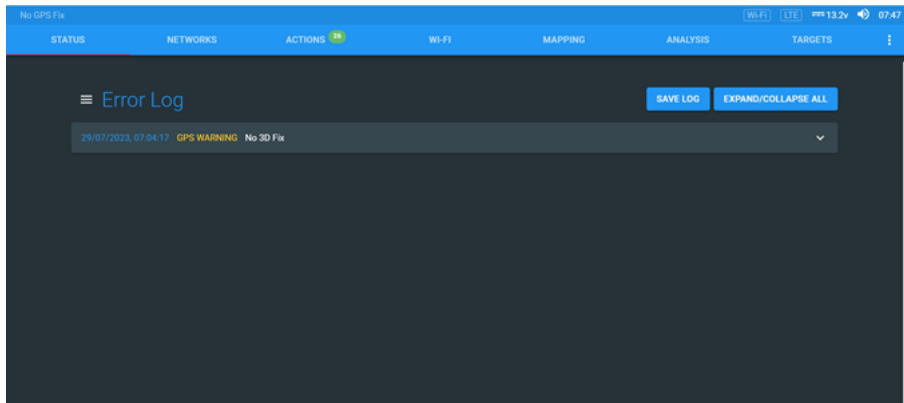 No GPS Fix Wi-Fi LTE 13.2v 07:47
STATUS NETWORKS ACTIONS 26 WI-FI MAPPING ANALYSIS TARGETS
Error Log SAVE LOG EXPAND/COLLAPSE ALL
29/07/2023, 07:04:17 GPS WARNING No 3D Fix